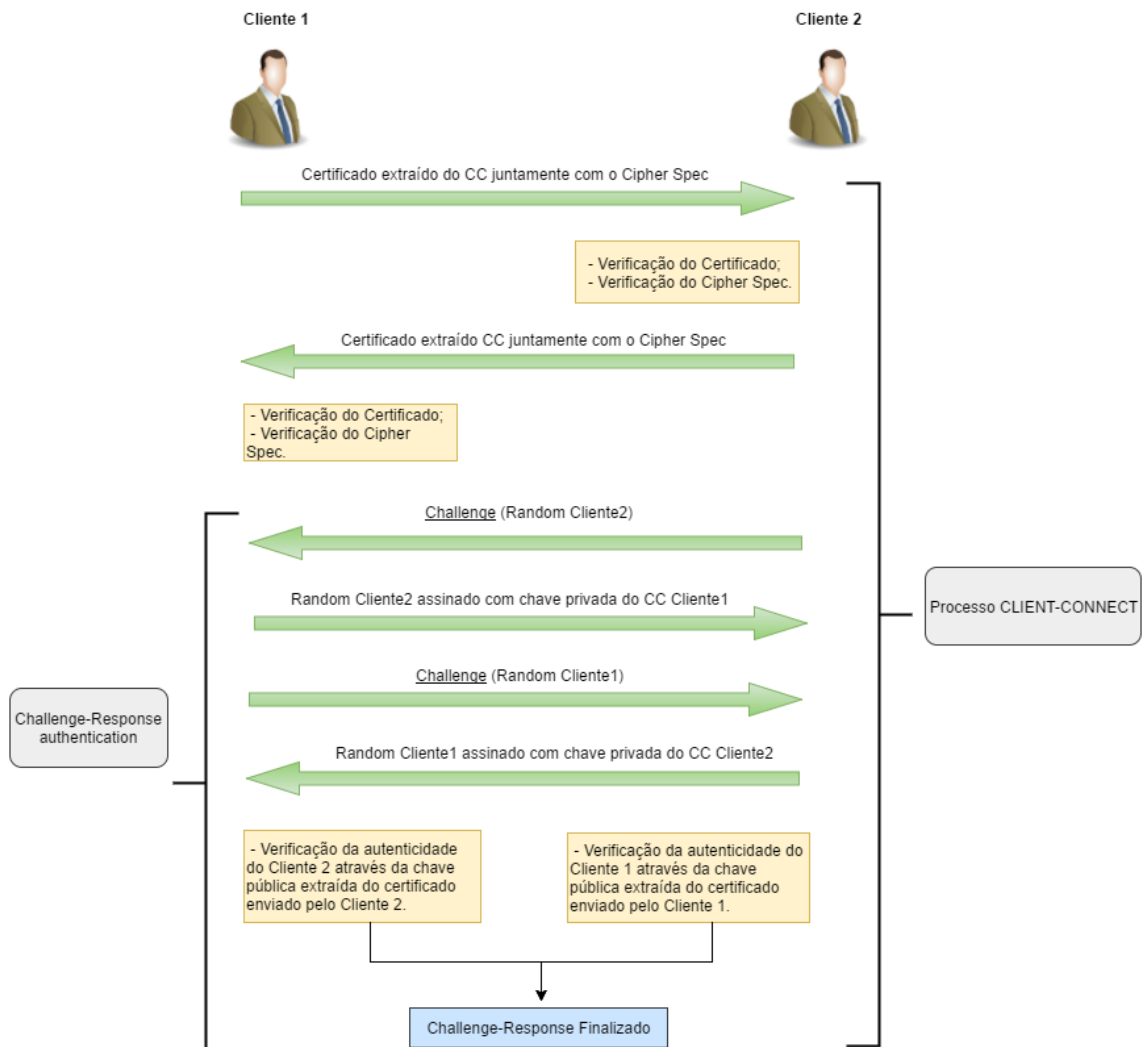 Cliente 1
Cliente 2
Certificado extraído do CC juntamente com o Cipher Spec
- Verificação do Certificado;
- Verificação do Cipher Spec.
Certificado extraído CC juntamente com o Cipher Spec
- Verificação do Certificado;
- Verificação do Cipher
Spec.
Challenge (Random Cliente2)
Random Cliente2 assinado com chave privada do CC Cliente1
Processo CLIENT-CONNECT
Challenge (Random Cliente1)
Challenge-Response
authentication
Random Cliente1 assinado com chave privada do CC Cliente2
- Verificação da autenticidade
do Cliente 2 através da chave
pública extraída do certificado
enviado pelo Cliente 2.
- Verificação da autenticidade do
Cliente 1 através da chave
pública extraída do certificado
enviado pelo Cliente 1.
Challenge-Response Finalizado